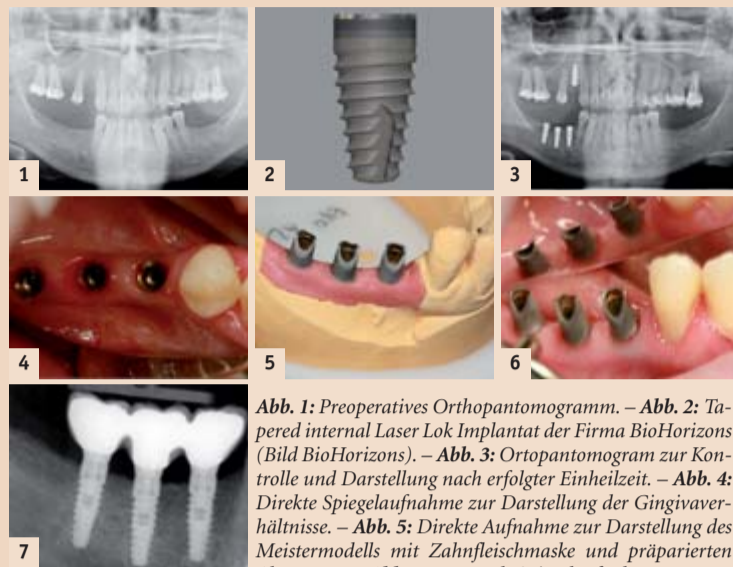 1
2
3
4
5
6
7
Abb. 1: Preoperatives Orthopantomogramm. – Abb. 2: Ta-
pered internal Laser Lok Implantat der Firma BioHorizons
(Bild BioHorizons). – Abb. 3: Ortopantomogram zur Kon-
trolle und Darstellung nach erfolgter Einheilzeit. – Abb. 4:
Direkte Spiegelaufnahme zur Darstellung der Gingivaver-
hältnisse. – Abb. 5: Direkte Aufnahme zur Darstellung des
Meistermodells mit Zahnfleischmaske und präparierten